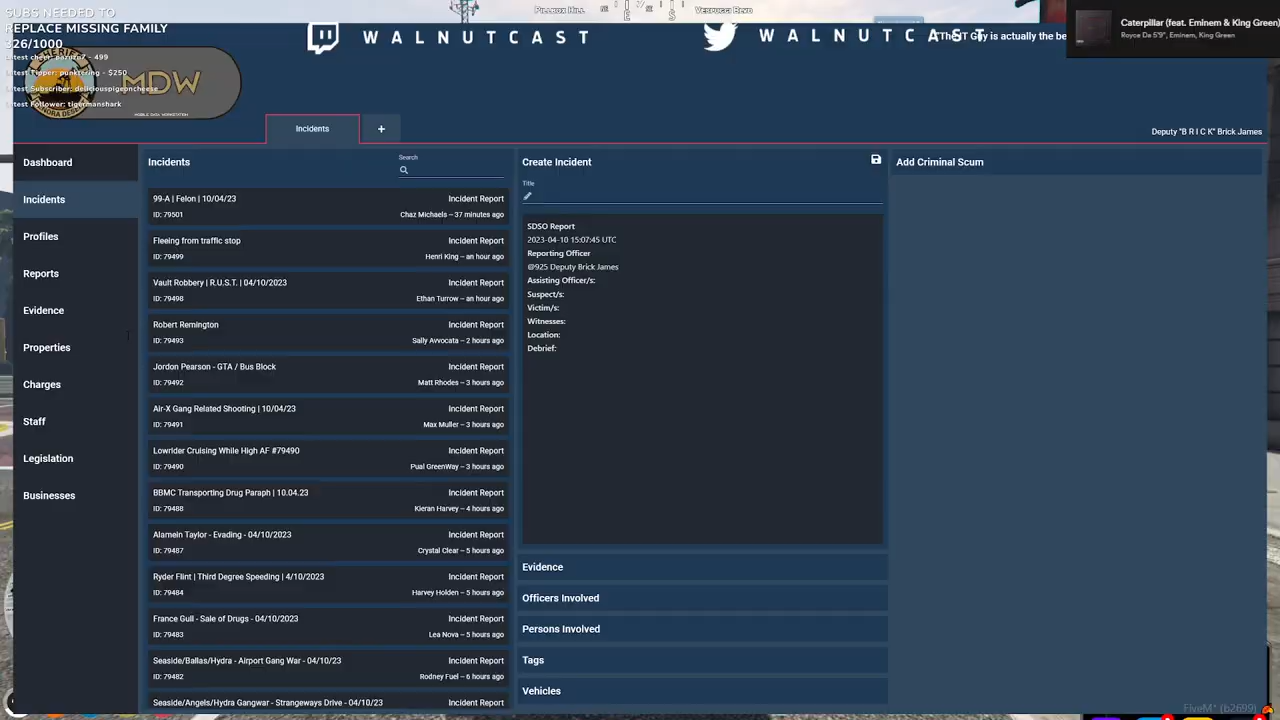 SUBS NEEDED TO
REPLACE MISSING FAMILY
326/1000
Latest Tipper: punktering - $250
Latest Subscriber: deliciouspigeoncheese
Latest Follower: tigermanshark
MDW
MOBILE DATA WORKSTATION
Pillbox Hill
Vespucci Blvd
WALNUTCAST
WALNUTCAST
Caterpillar (feat. Eminem & King Green)
Royce Da 5'9", Eminem, King Green
Incidents
+
Deputy "B R I C K" Brick James
Dashboard
Incidents
Profiles
Reports
Evidence
Properties
Charges
Staff
Legislation
Businesses
Incidents
Search
99-A | Felon | 10/04/23 Incident Report
ID: 79501 Chaz Michaels – 37 minutes ago
Fleeing from traffic stop Incident Report
ID: 79499 Henri King – an hour ago
Vault Robbery | R.U.S.T. | 04/10/2023 Incident Report
ID: 79498 Ethan Turrow – an hour ago
Robert Remington Incident Report
ID: 79493 Sally Avvocata – 2 hours ago
Jordon Pearson - GTA / Bus Block Incident Report
ID: 79492 Matt Rhodes – 3 hours ago
Air-X Gang Related Shooting | 10/04/23 Incident Report
ID: 79491 Max Muller – 3 hours ago
Lowrider Cruising While High AF #79490 Incident Report
ID: 79490 Pual GreenWay – 3 hours ago
BBMC Transporting Drug Paraph | 10.04.23 Incident Report
ID: 79488 Kieran Harvey – 4 hours ago
Alamein Taylor - Evading - 04/10/2023 Incident Report
ID: 79487 Crystal Clear – 5 hours ago
Ryder Flint | Third Degree Speeding | 4/10/2023 Incident Report
ID: 79484 Harvey Holden – 5 hours ago
France Gull - Sale of Drugs - 04/10/2023 Incident Report
ID: 79483 Lea Nova – 5 hours ago
Seaside/Ballas/Hydra - Airport Gang War - 04/10/2023 Incident Report
ID: 79482 Rodney Fuel – 6 hours ago
Seaside/Angels/Hydra Gangwar - Strangeways Drive - 04/10/2023 Incident Report
Create Incident
Title
SDSO Report
2023-04-10 15:07:45 UTC
Reporting Officer
@925 Deputy Brick James
Assisting Officer/s:
Suspect/s:
Victim/s:
Witnesses:
Location:
Debrief:
Evidence
Officers Involved
Persons Involved
Tags
Vehicles
Add Criminal Scum
FiveM* (b2699)